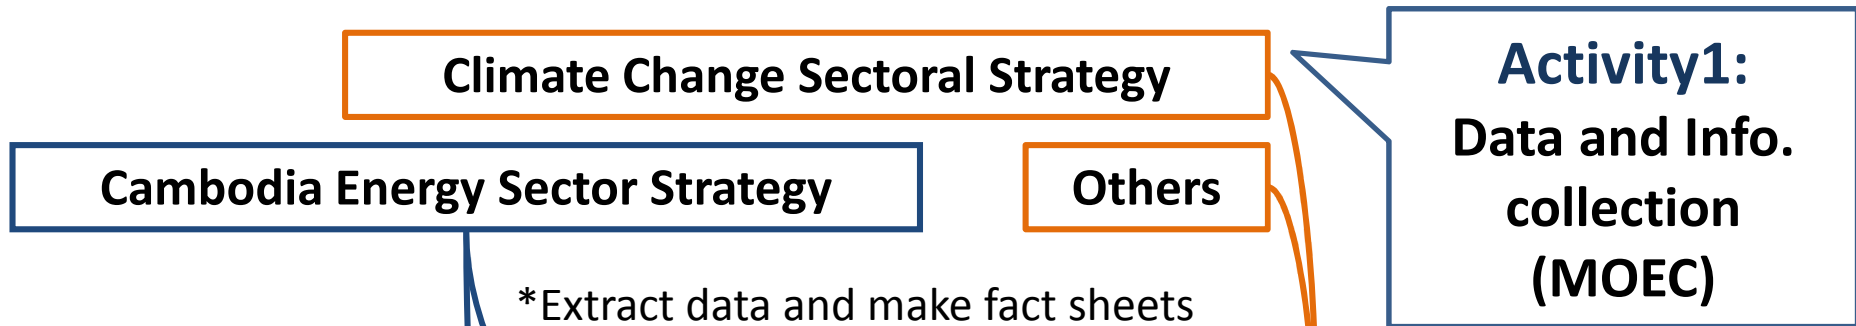 Climate Change Sectoral Strategy
Cambodia Energy Sector Strategy
Others
*Extract data and make fact sheets
Activity1:
Data and Info.
collection
(MOEC)